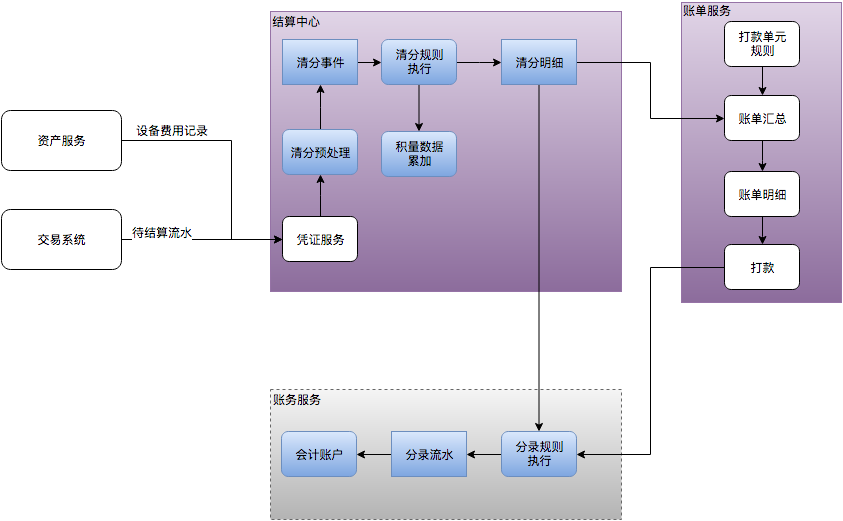 结算中心
账单服务
清分事件
清分规则
执行
清分明细
打款单元
规则
资产服务
设备费用记录
清分预处理
积量数据
累加
账单汇总
账单明细
交易系统
待结算流水
凭证服务
打款
账务服务
会计账户
分录流水
分录规则
执行